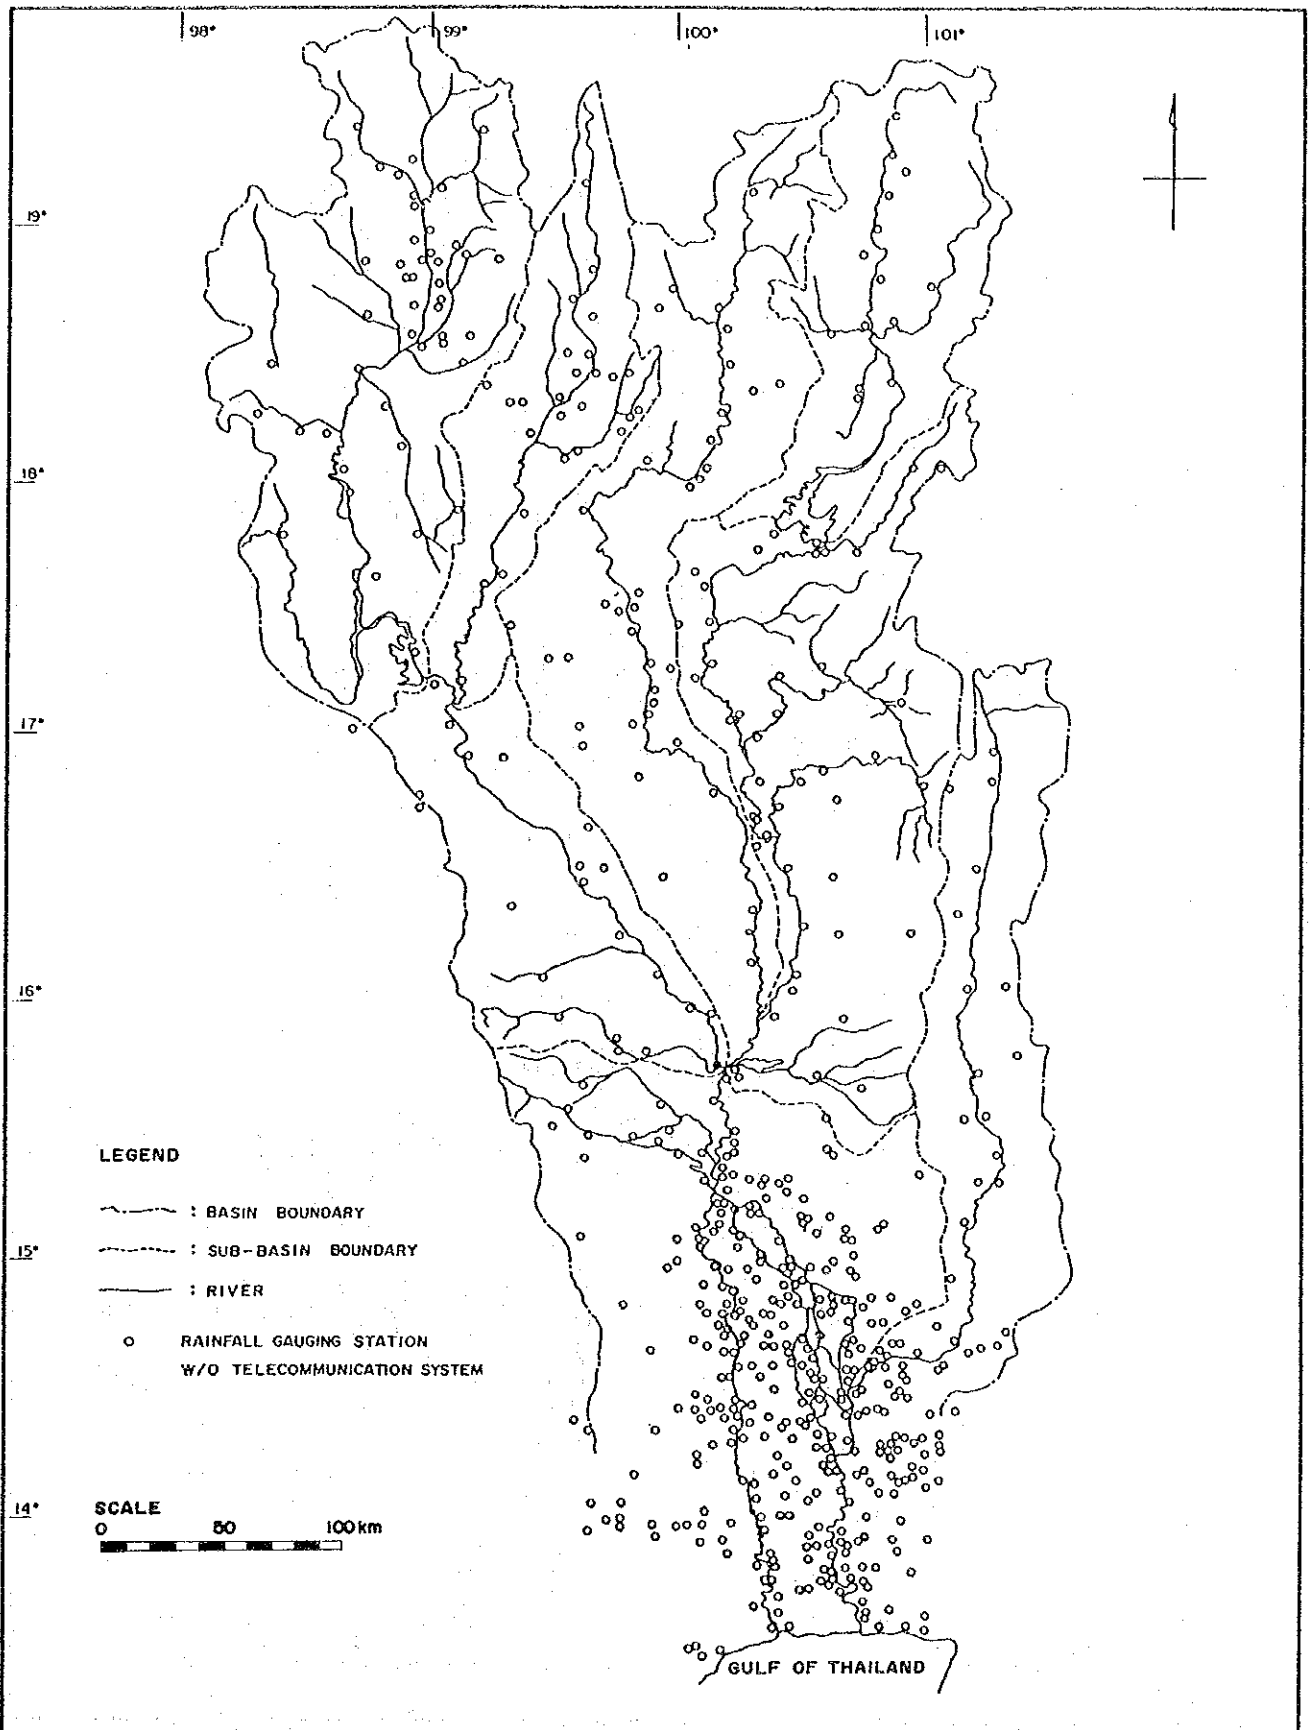 98° 99° 100° 101°
19°
18°
17°
16°
LEGEND
: BASIN BOUNDARY
15°
: SUB-BASIN BOUNDARY
: RIVER
RAINFALL GAUGING STATION
W/O TELECOMMUNICATION SYSTEM
14°
SCALE
0 50 100km
GULF OF THAILAND